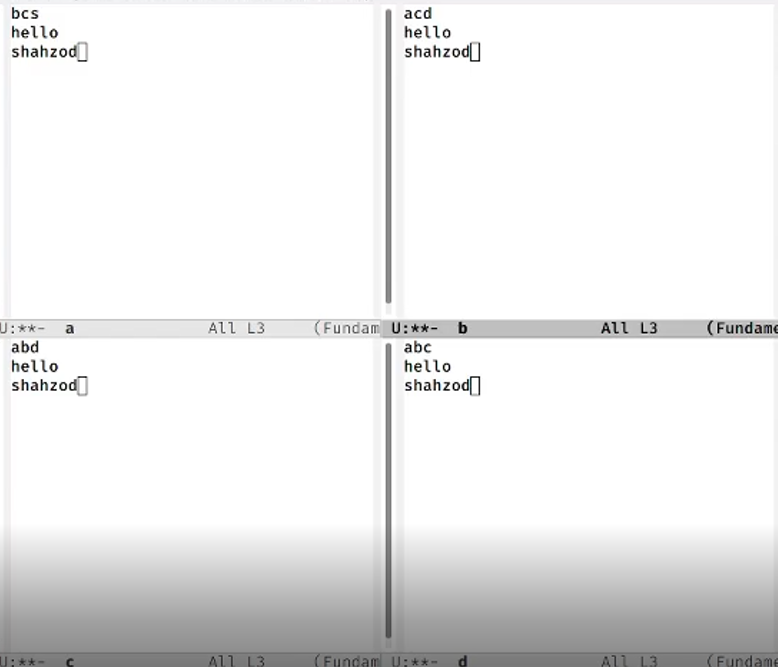 bcs
hello
shahzod
U:**-  a  All L3  (Fundam
acd
hello
shahzod
U:**-  b  All L3  (Fundame
abd
hello
shahzod
U:**-  c  All L3  (Fundam
abc
hello
shahzod
U:**-  d  All L3  (Fundame